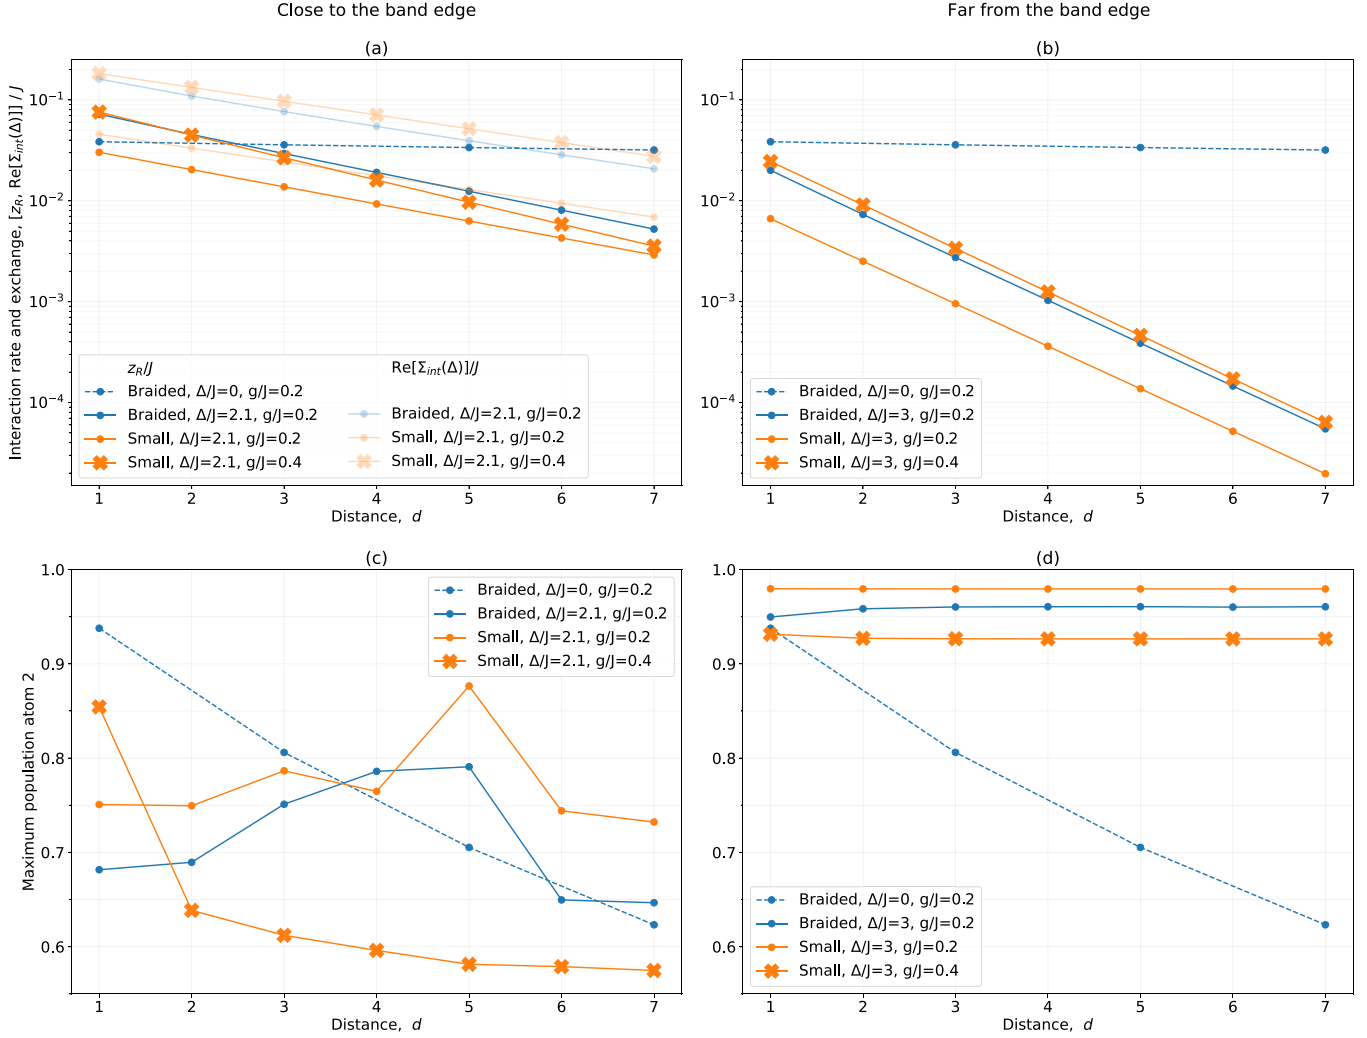 Close to the band edge
Far from the band edge
(a)
Interaction rate and exchange, [z_R, Re[Σ_int(Δ)]] / J
10⁻¹
10⁻²
10⁻³
10⁻⁴
z_R/J
Braided, Δ/J=0, g/J=0.2
Braided, Δ/J=2.1, g/J=0.2
Small, Δ/J=2.1, g/J=0.2
Small, Δ/J=2.1, g/J=0.4
Re[Σ_int(Δ)]/J
Braided, Δ/J=2.1, g/J=0.2
Small, Δ/J=2.1, g/J=0.2
Small, Δ/J=2.1, g/J=0.4
1 2 3 4 5 6 7
Distance, d
(b)
10⁻¹
10⁻²
10⁻³
10⁻⁴
Braided, Δ/J=0, g/J=0.2
Braided, Δ/J=3, g/J=0.2
Small, Δ/J=3, g/J=0.2
Small, Δ/J=3, g/J=0.4
1 2 3 4 5 6 7
Distance, d
(c)
Maximum population atom 2
1.0
0.9
0.8
0.7
0.6
Braided, Δ/J=0, g/J=0.2
Braided, Δ/J=2.1, g/J=0.2
Small, Δ/J=2.1, g/J=0.2
Small, Δ/J=2.1, g/J=0.4
1 2 3 4 5 6 7
Distance, d
(d)
1.0
0.9
0.8
0.7
0.6
Braided, Δ/J=0, g/J=0.2
Braided, Δ/J=3, g/J=0.2
Small, Δ/J=3, g/J=0.2
Small, Δ/J=3, g/J=0.4
1 2 3 4 5 6 7
Distance, d